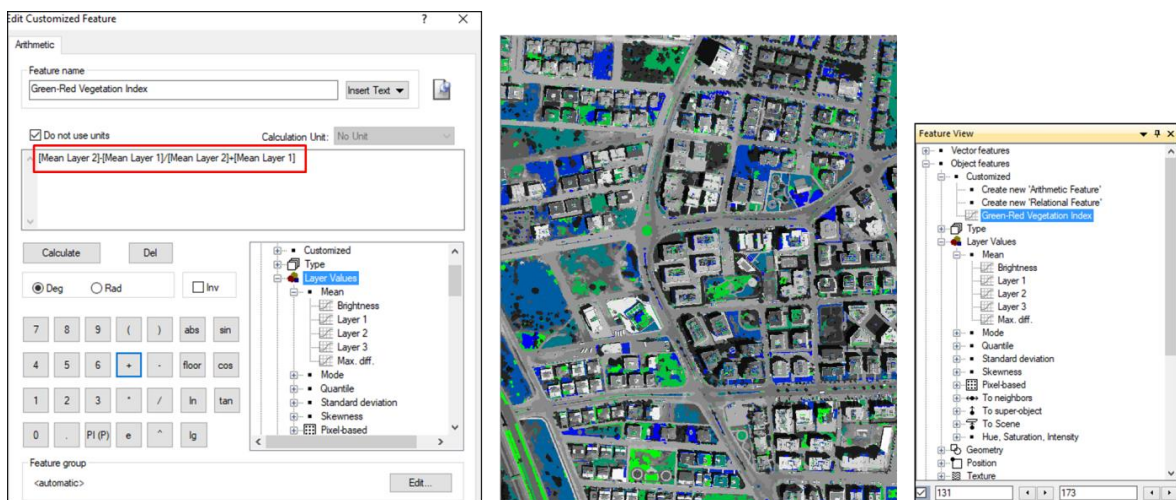 Edit Customized Feature
?
X
Arithmetic
Feature name
Green-Red Vegetation Index
Insert Text
Do not use units
Calculation Unit: No Unit
[Mean Layer 2]-[Mean Layer 1]/[Mean Layer 2]+[Mean Layer 1]
Calculate
Del
Deg
Rad
Inv
7 8 9 ( ) abs sin
4 5 6 + - floor cos
1 2 3 * / ln tan
0 . PI (P) e ^ lg
Customized
Type
Layer Values
Mean
Brightness
Layer 1
Layer 2
Layer 3
Max. diff.
Mode
Quantile
Standard deviation
Skewness
Pixel-based
Feature group
<automatic>
Edit...
Feature View
Vector features
Object features
Customized
Create new 'Arithmetic Feature'
Create new 'Relational Feature'
Green-Red Vegetation Index
Type
Layer Values
Mean
Brightness
Layer 1
Layer 2
Layer 3
Max. diff.
Mode
Quantile
Standard deviation
Skewness
Pixel-based
To neighbors
To super-object
To Scene
Hue, Saturation, Intensity
Geometry
Position
Texture
131
173